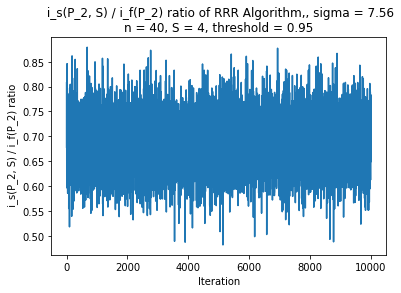 i_s(P_2, S) / i_f(P_2) ratio of RRR Algorithm,, sigma = 7.56
n = 40, S = 4, threshold = 0.95
i_s(P_2, S) / i_f(P_2) ratio
0.85
0.80
0.75
0.70
0.65
0.60
0.55
0.50
0 2000 4000 6000 8000 10000
Iteration